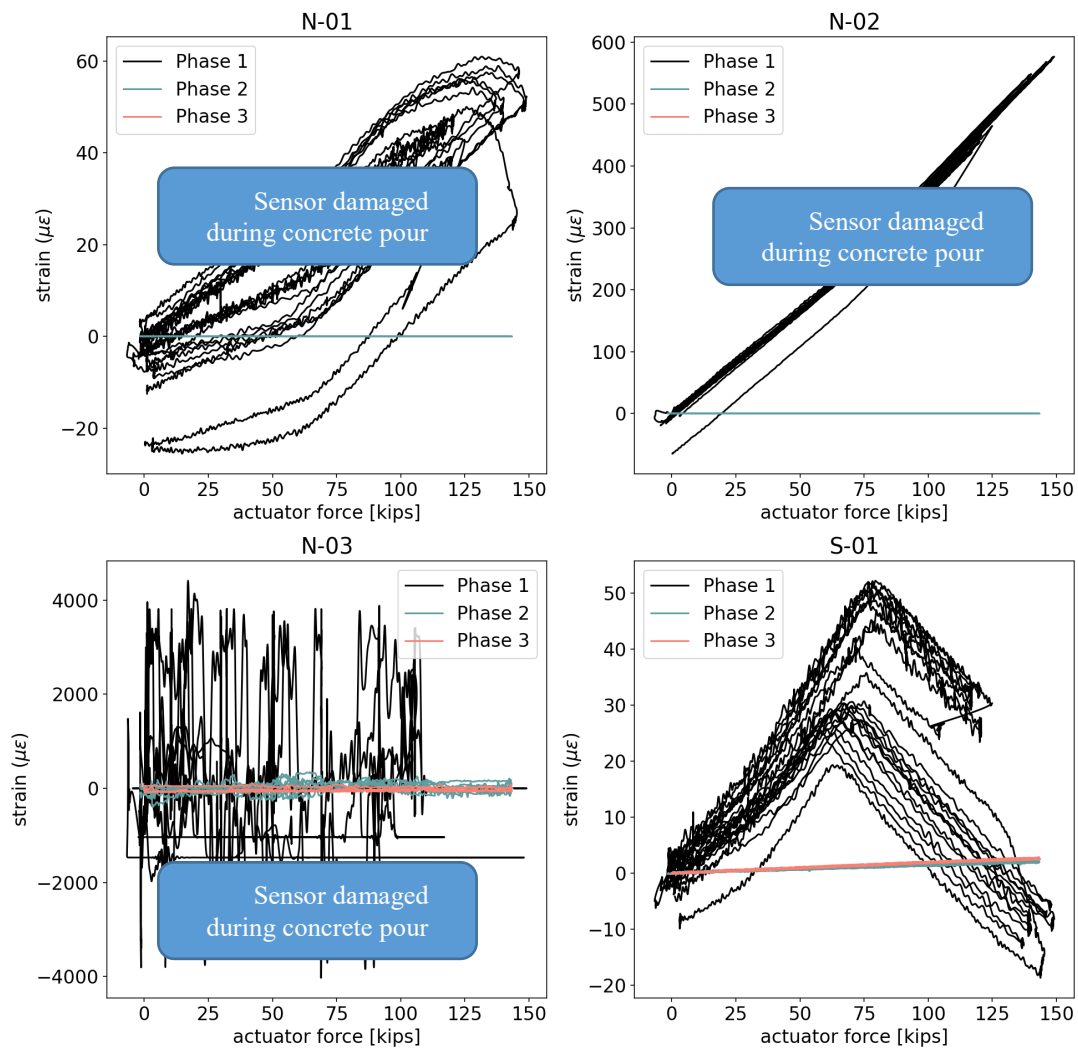 N-01
60
40
20
0
−20
strain (με)
Phase 1
Phase 2
Phase 3
Sensor damaged
during concrete pour
0 25 50 75 100 125 150
actuator force [kips]
N-02
600
500
400
300
200
100
0
strain (με)
Phase 1
Phase 2
Phase 3
Sensor damaged
during concrete pour
0 25 50 75 100 125 150
actuator force [kips]
N-03
4000
2000
0
−2000
−4000
strain (με)
Phase 1
Phase 2
Phase 3
Sensor damaged
during concrete pour
0 25 50 75 100 125 150
actuator force [kips]
S-01
50
40
30
20
10
0
−10
−20
strain (με)
Phase 1
Phase 2
Phase 3
0 25 50 75 100 125 150
actuator force [kips]